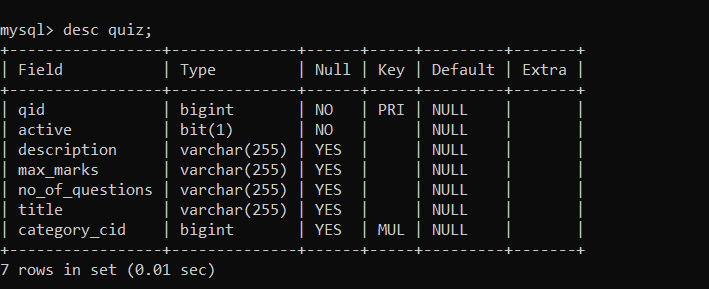 mysql> desc quiz;
+-----------------+--------------+------+-----+---------+-------+
| Field           | Type         | Null | Key | Default | Extra |
+-----------------+--------------+------+-----+---------+-------+
| qid             | bigint       | NO   | PRI | NULL    |       |
| active          | bit(1)       | NO   |     | NULL    |       |
| description     | varchar(255) | YES  |     | NULL    |       |
| max_marks       | varchar(255) | YES  |     | NULL    |       |
| no_of_questions | varchar(255) | YES  |     | NULL    |       |
| title           | varchar(255) | YES  |     | NULL    |       |
| category_cid    | bigint       | YES  | MUL | NULL    |       |
+-----------------+--------------+------+-----+---------+-------+
7 rows in set (0.01 sec)